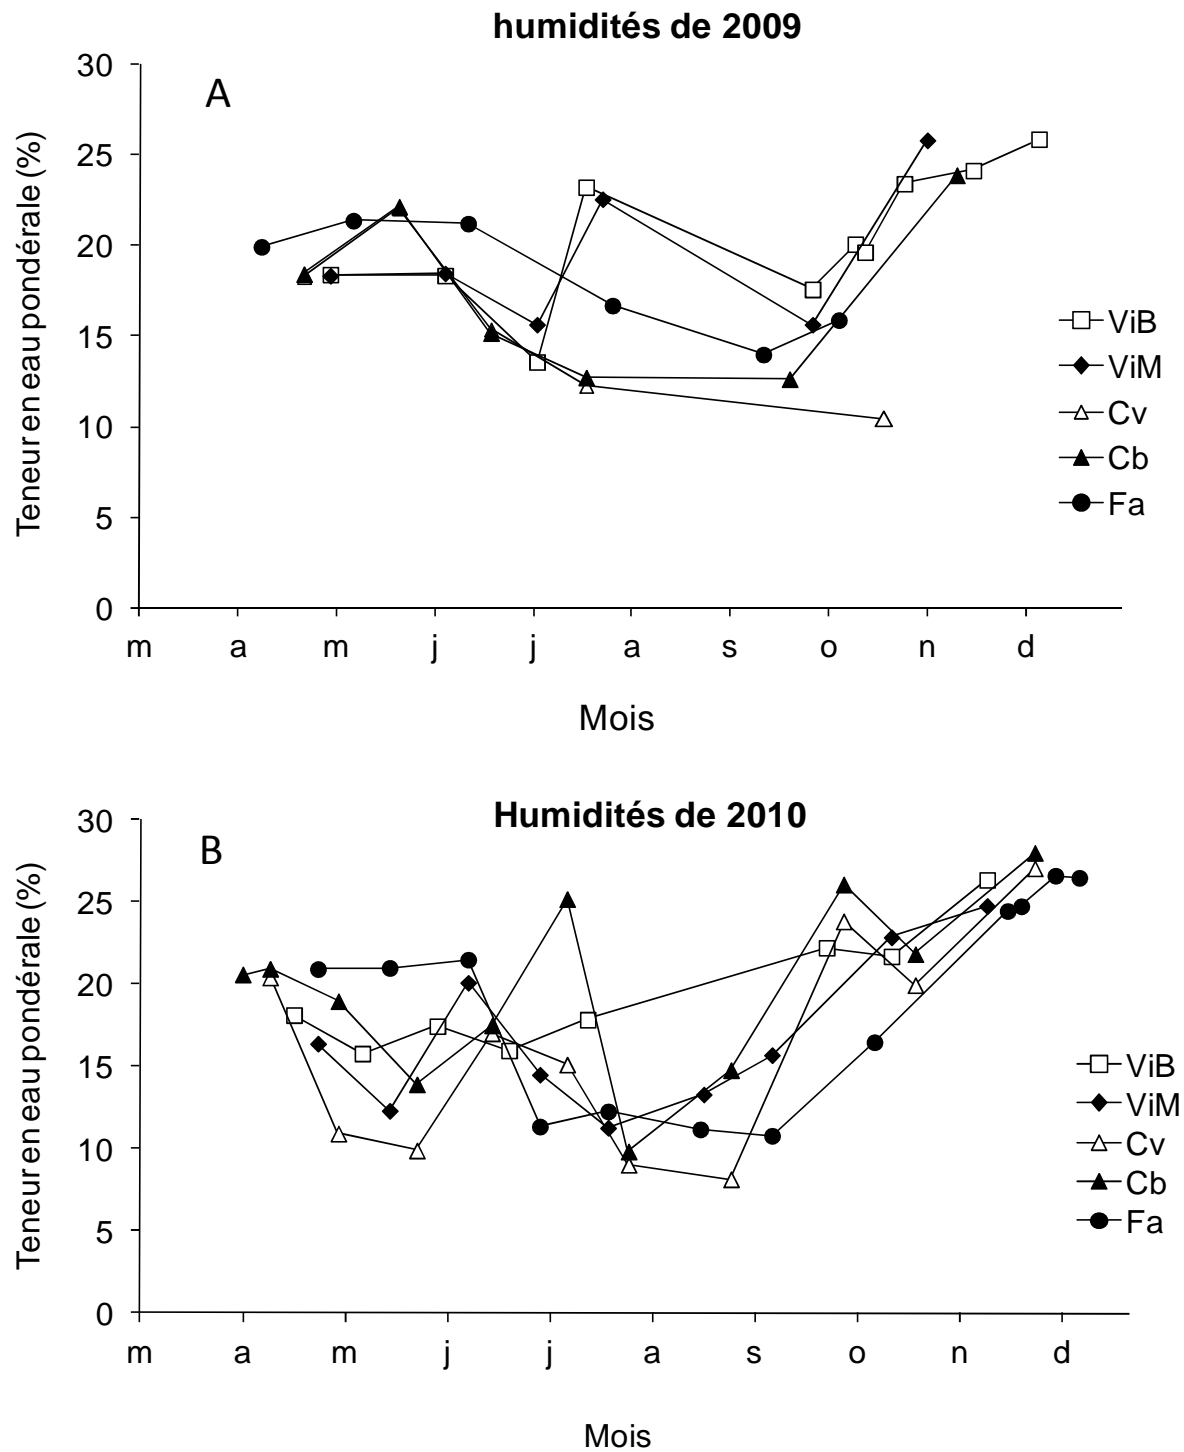 humidités de 2009
A
Teneur en eau pondérale (%)
30
25
20
15
10
5
0
m a m j j a s o n d
Mois
ViB
ViM
Cv
Cb
Fa
Humidités de 2010
B
Teneur en eau pondérale (%)
30
25
20
15
10
5
0
m a m j j a s o n d
Mois
ViB
ViM
Cv
Cb
Fa